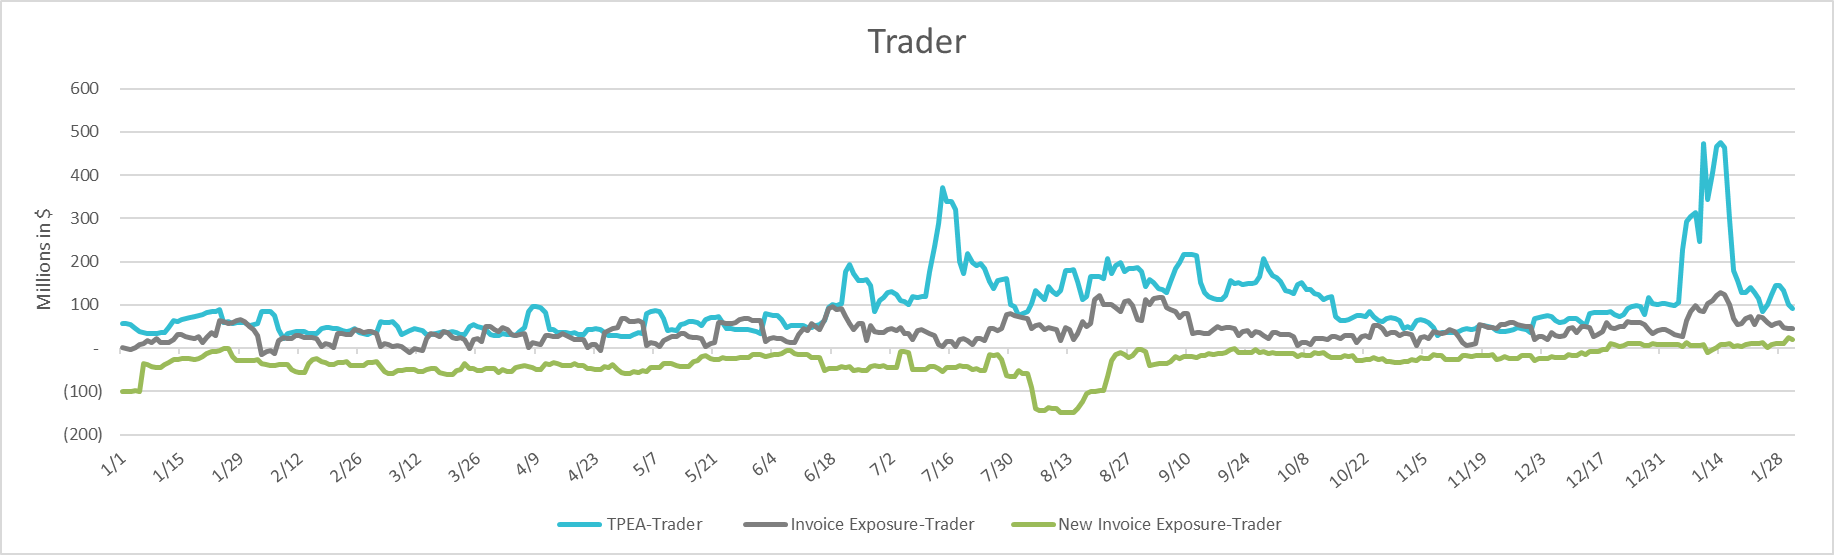 Trader
Millions in $
600
500
400
300
200
100
-
(100)
(200)
1/1 1/15 1/29 2/12 2/26 3/12 3/26 4/9 4/23 5/7 5/21 6/4 6/18 7/2 7/16 7/30 8/13 8/27 9/10 9/24 10/8 10/22 11/5 11/19 12/3 12/17 12/31 1/14 1/28
TPEA-Trader Invoice Exposure-Trader New Invoice Exposure-Trader